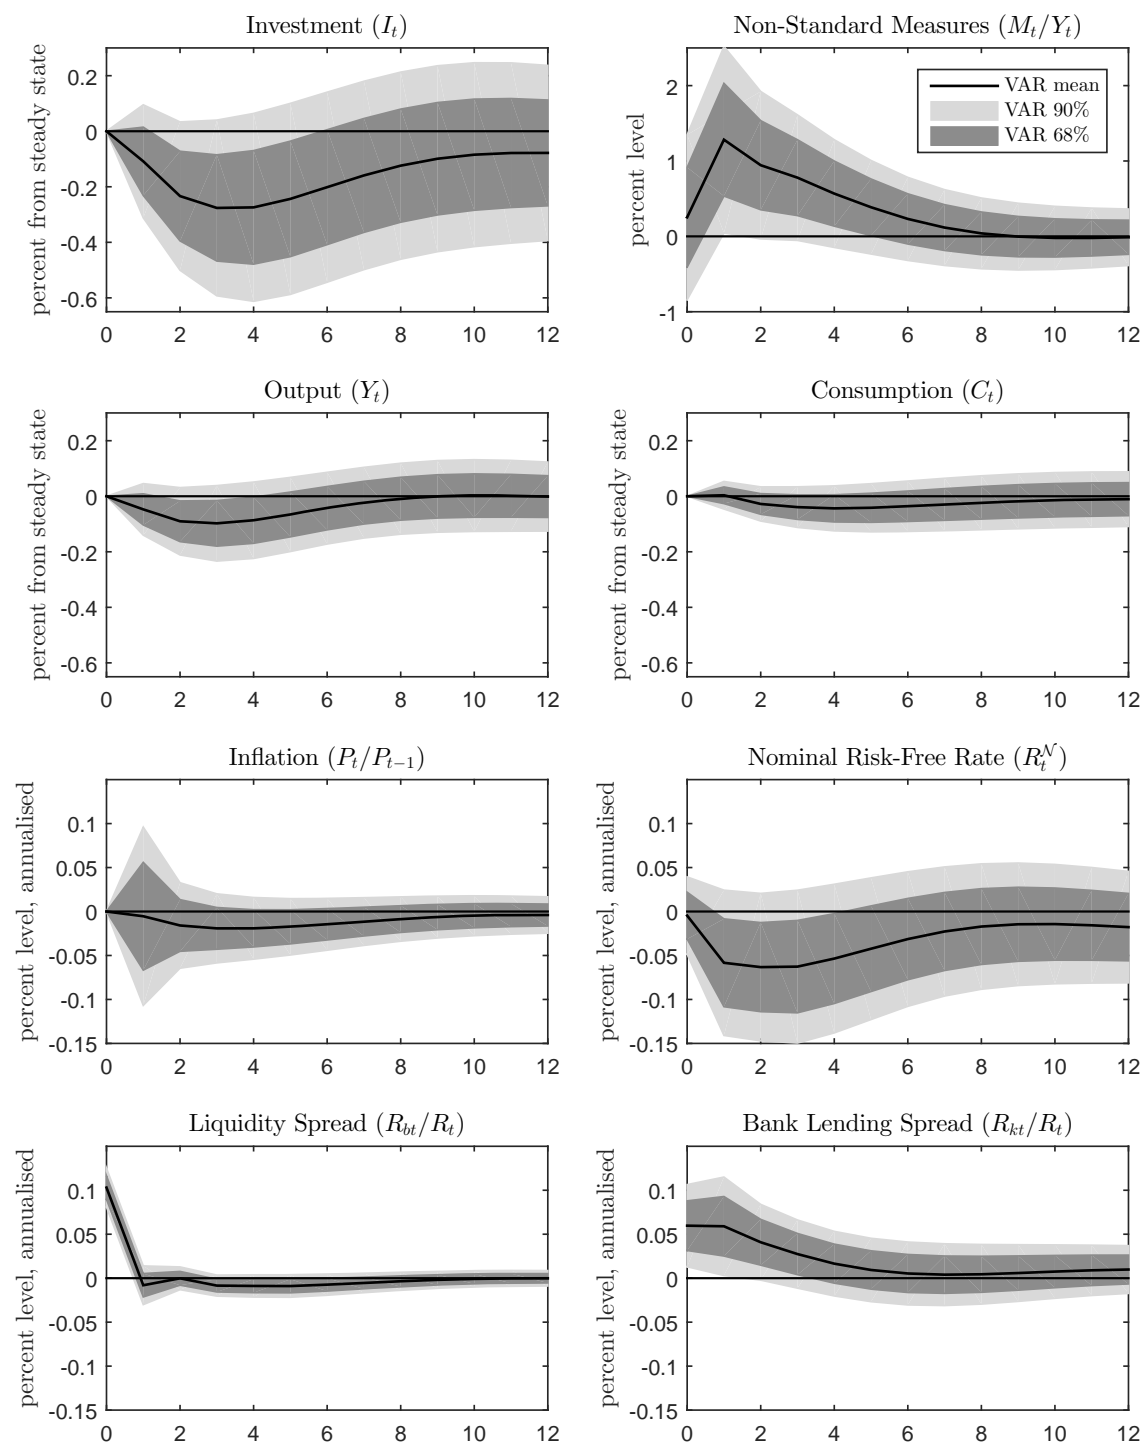 Investment (I_t)
percent from steady state
0.2
0
-0.2
-0.4
-0.6
0 2 4 6 8 10 12
Non-Standard Measures (M_t/Y_t)
percent level
2
1
0
-1
0 2 4 6 8 10 12
VAR mean
VAR 90%
VAR 68%
Output (Y_t)
percent from steady state
0.2
0
-0.2
-0.4
-0.6
0 2 4 6 8 10 12
Consumption (C_t)
percent from steady state
0.2
0
-0.2
-0.4
-0.6
0 2 4 6 8 10 12
Inflation (P_t/P_{t−1})
percent level, annualised
0.1
0.05
0
-0.05
-0.1
-0.15
0 2 4 6 8 10 12
Nominal Risk-Free Rate (R_t^𝒩)
percent level, annualised
0.1
0.05
0
-0.05
-0.1
-0.15
0 2 4 6 8 10 12
Liquidity Spread (R_{bt}/R_t)
percent level, annualised
0.1
0.05
0
-0.05
-0.1
-0.15
0 2 4 6 8 10 12
Bank Lending Spread (R_{kt}/R_t)
percent level, annualised
0.1
0.05
0
-0.05
-0.1
-0.15
0 2 4 6 8 10 12